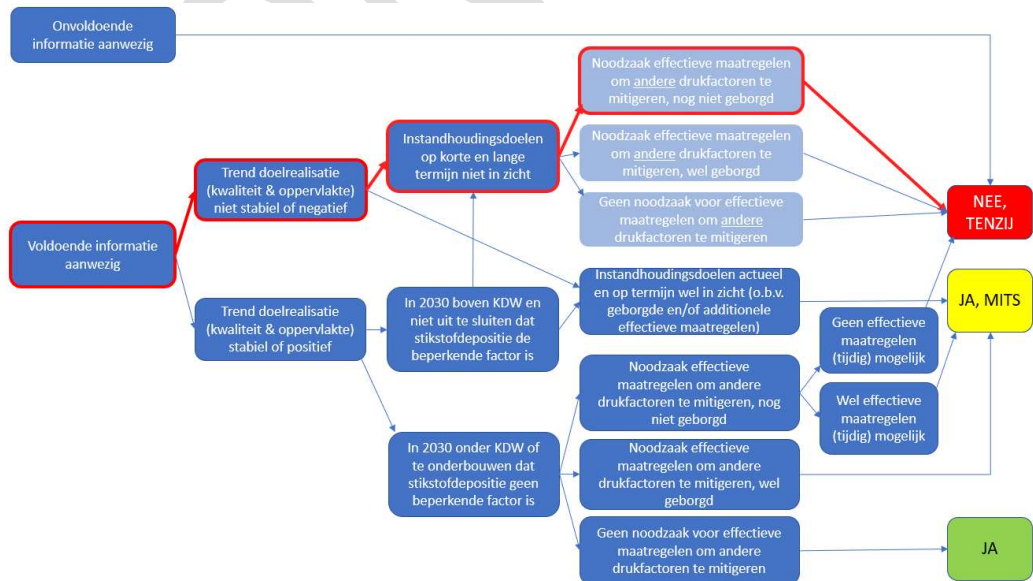 Onvoldoende
informatie aanwezig
Noodzaak effectieve maatregelen
om andere drukfactoren te
mitigeren, nog niet geborgd
Instandhoudingsdoelen
op korte en lange
termijn niet in zicht
Noodzaak effectieve maatregelen
om andere drukfactoren te
mitigeren, wel geborgd
Trend doelrealisatie
(kwaliteit & oppervlakte)
niet stabiel of negatief
Geen noodzaak voor effectieve
maatregelen om andere
drukfactoren te mitigeren
NEE,
TENZIJ
Voldoende informatie
aanwezig
Trend doelrealisatie
(kwaliteit & oppervlakte)
stabiel of positief
In 2030 boven KDW en
niet uit te sluiten dat
stikstofdepositie de
beperkende factor is
Instandhoudingsdoelen actueel
en op termijn wel in zicht (o.b.v.
geborgde en/of additionele
effectieve maatregelen)
JA, MITS
Geen effectieve
maatregelen
(tijdig) mogelijk
Noodzaak effectieve
maatregelen om andere
drukfactoren te mitigeren, nog
niet geborgd
Wel effectieve
maatregelen
(tijdig) mogelijk
In 2030 onder KDW of
te onderbouwen dat
stikstofdepositie geen
beperkende factor is
Noodzaak effectieve
maatregelen om andere
drukfactoren te mitigeren, wel
geborgd
Geen noodzaak voor effectieve
maatregelen om andere
drukfactoren te mitigeren
JA